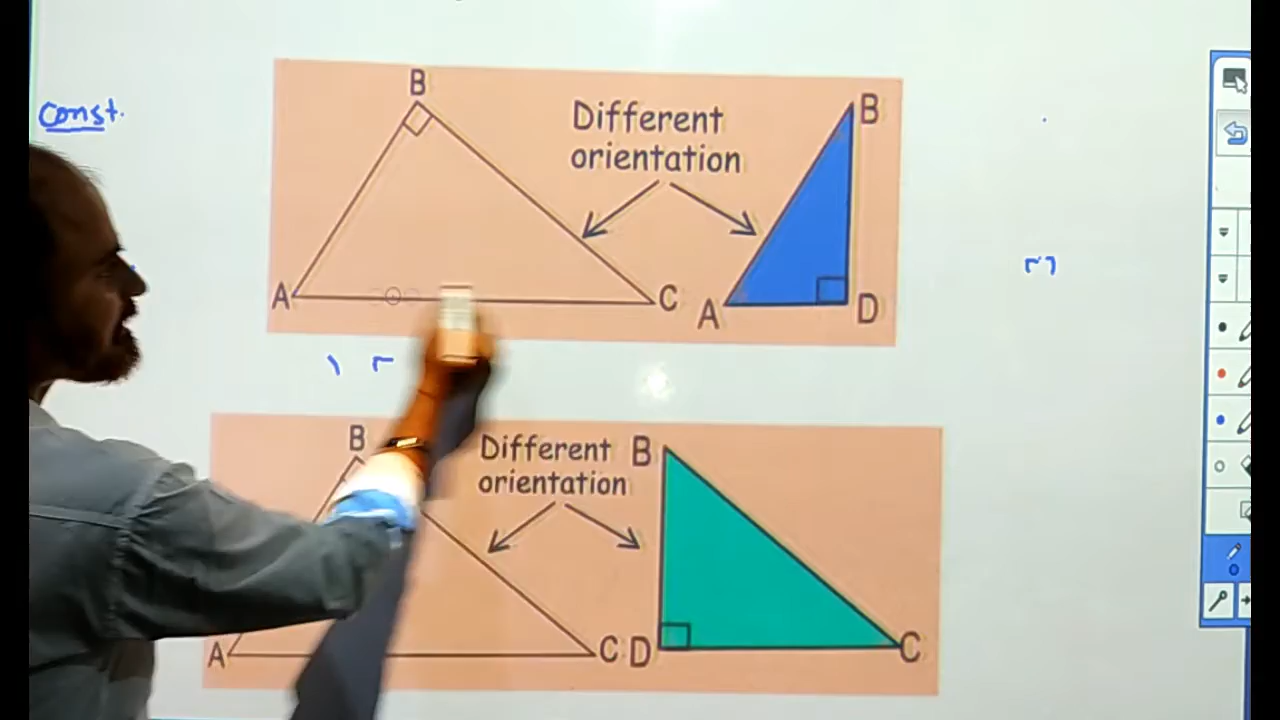 const.
B
Different
orientation
B
A
C
A
D
B
Different
orientation
B
A
C
D
C